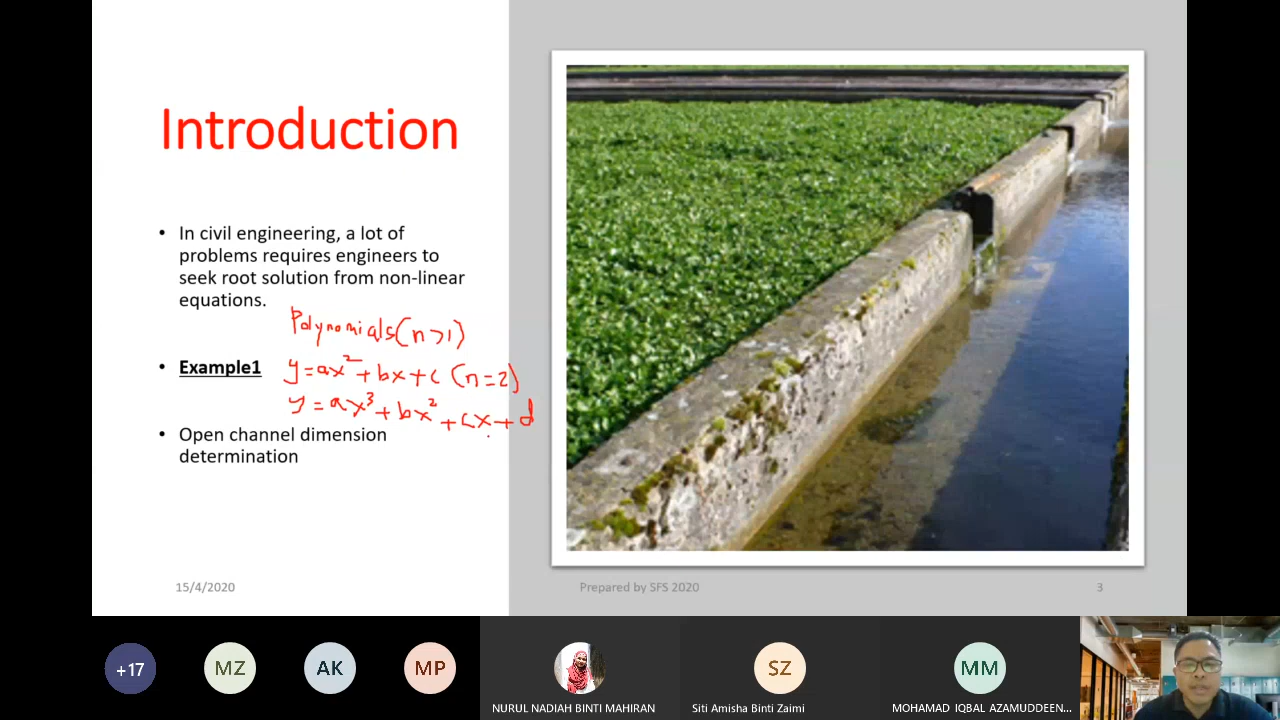 Introduction
• In civil engineering, a lot of
problems requires engineers to
seek root solution from non-linear
equations.
Polynomials (n>1)
• Example1
y=ax²+bx+c (n=2)
y=ax³+bx²+cx+d
• Open channel dimension
determination
15/4/2020
Prepared by SFS 2020
3
+17
MZ
AK
MP
SZ
MM
NURUL NADIAH BINTI MAHIRAN
Siti Amisha Binti Zaimi
MOHAMAD IQBAL AZAMUDDEEN...